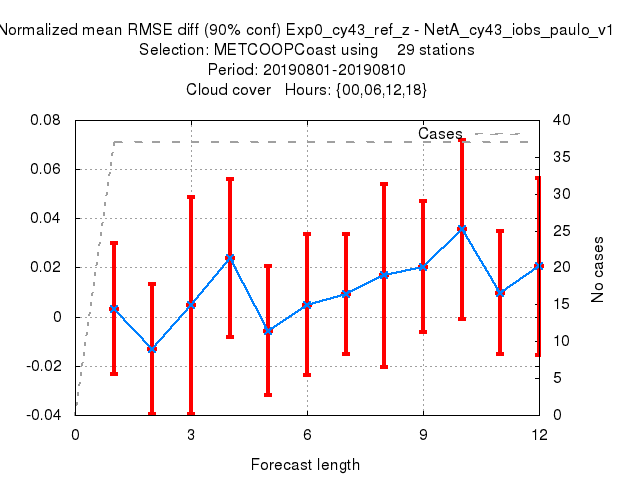 Normalized mean RMSE diff (90% conf) Exp0_cy43_ref_z - NetA_cy43_iobs_paulo_v1
Selection: METCOOPCoast using 29 stations
Period: 20190801-20190810
Cloud cover Hours: {00,06,12,18}
Cases
0.08
0.06
0.04
0.02
0
-0.02
-0.04
40
35
30
25
20
15
10
5
0
No cases
0 3 6 9 12
Forecast length